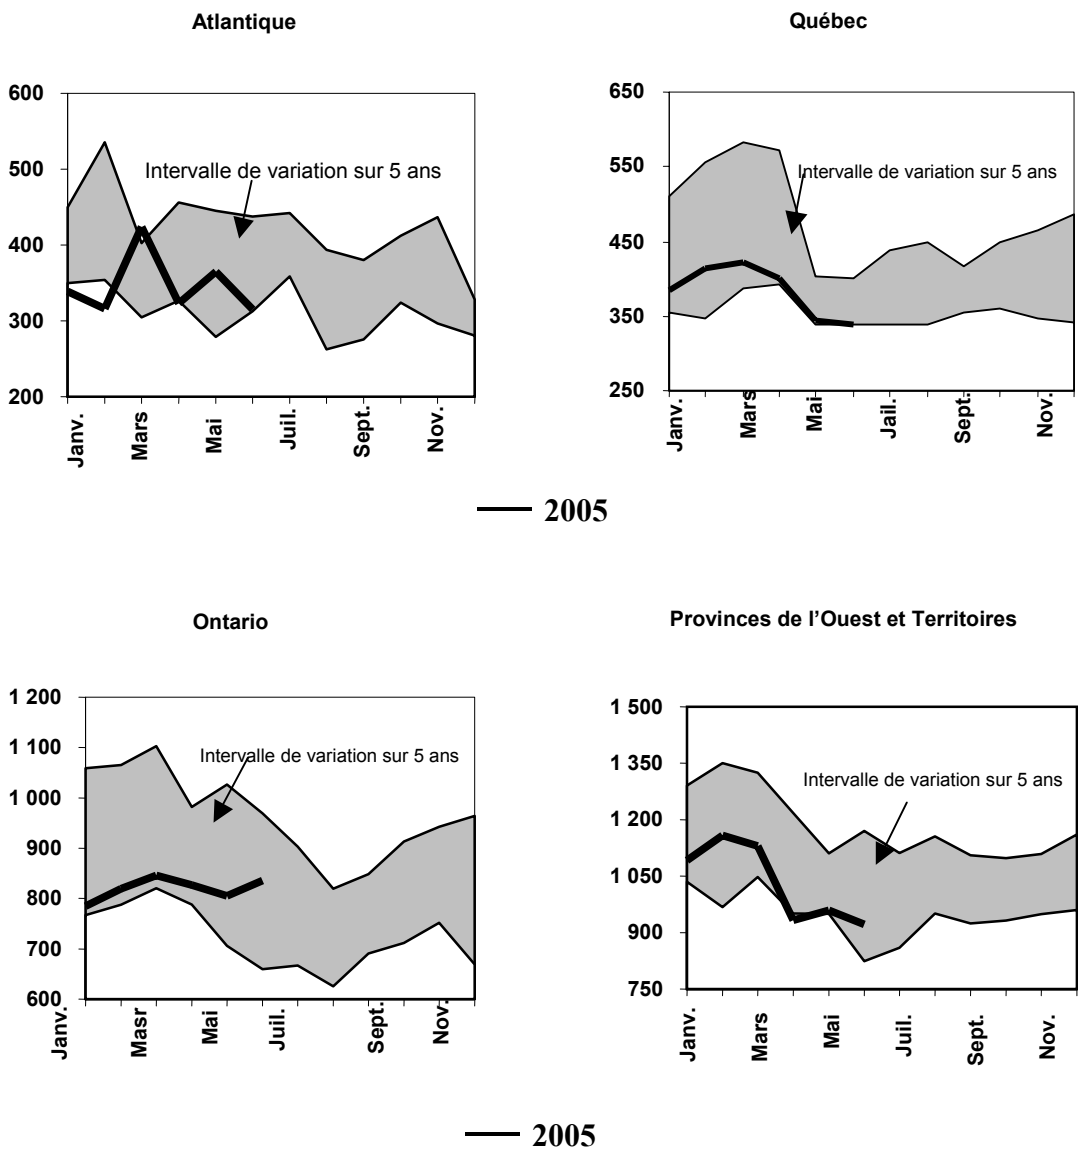 Atlantique
600
500
400
300
200
Intervalle de variation sur 5 ans
Janv.
Mars
Mai
Juil.
Sept.
Nov.
Québec
650
550
450
350
250
Intervalle de variation sur 5 ans
Janv.
Mars
Mai
Jail.
Sept.
Nov.
2005
Ontario
1 200
1 100
1 000
900
800
700
600
Intervalle de variation sur 5 ans
Janv.
Masr
Mai
Juil.
Sept.
Nov.
Provinces de l'Ouest et Territoires
1 500
1 350
1 200
1 050
900
750
Intervalle de variation sur 5 ans
Janv.
Mars
Mai
Juil.
Sept.
Nov.
2005